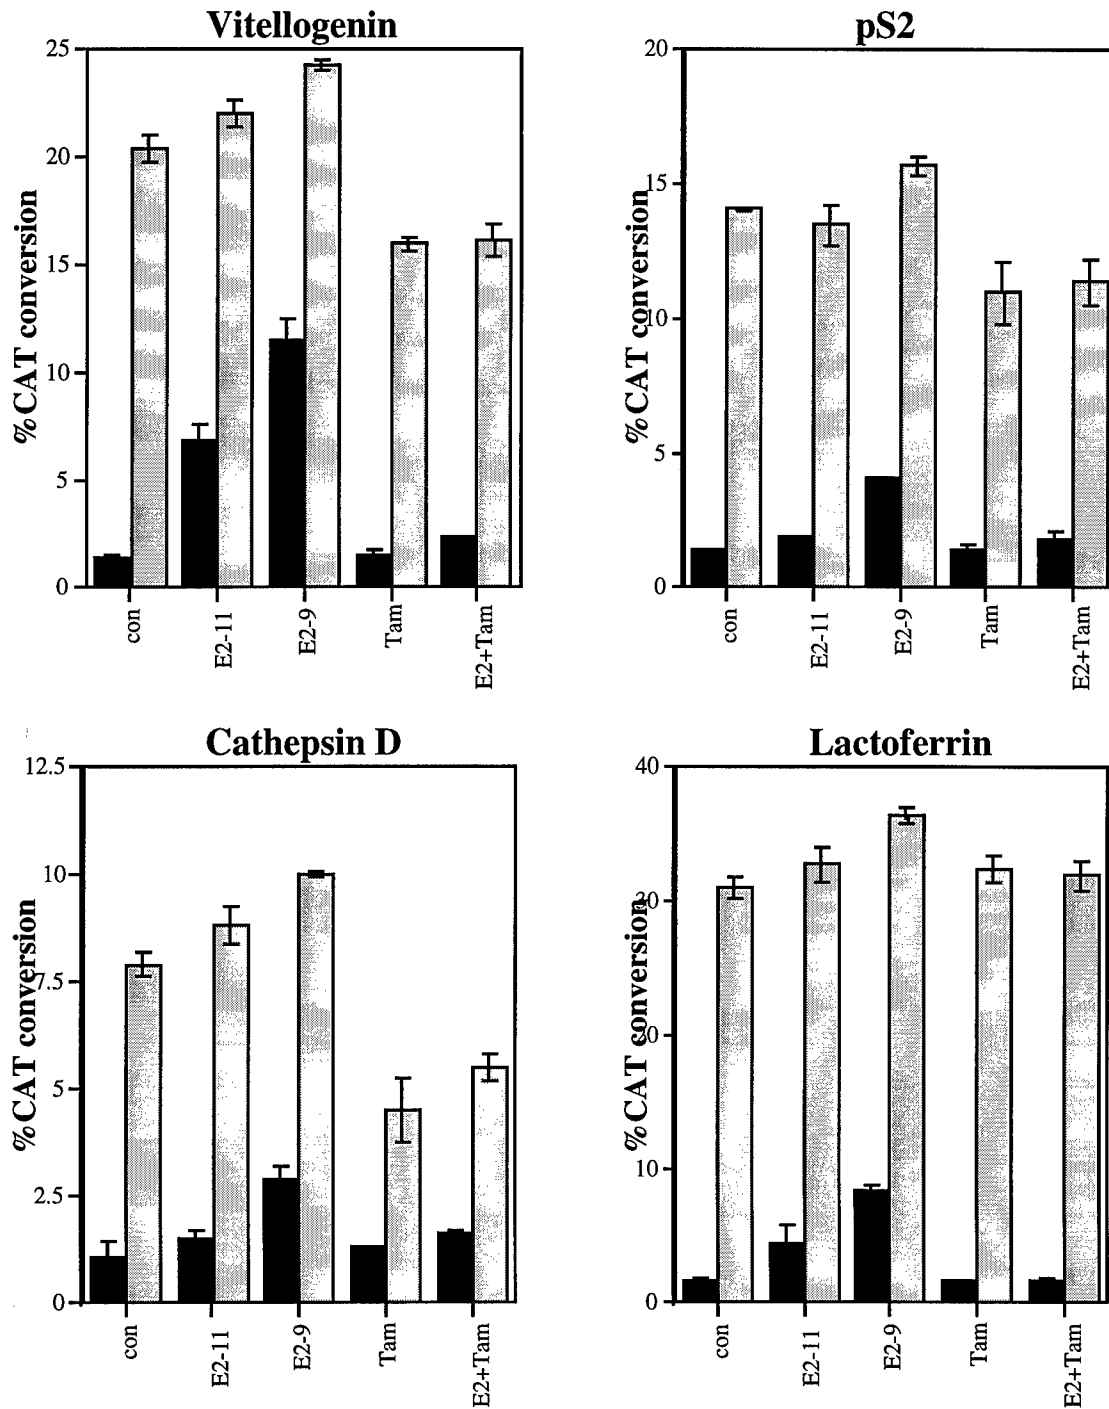 Vitellogenin
%CAT conversion
25
20
15
10
5
0
con
E2-11
E2-9
Tam
E2+Tam
pS2
%CAT conversion
20
15
10
5
0
con
E2-11
E2-9
Tam
E2+Tam
Cathepsin D
%CAT conversion
12.5
10
7.5
5
2.5
0
con
E2-11
E2-9
Tam
E2+Tam
Lactoferrin
%CAT conversion
40
30
20
10
0
con
E2-11
E2-9
Tam
E2+Tam